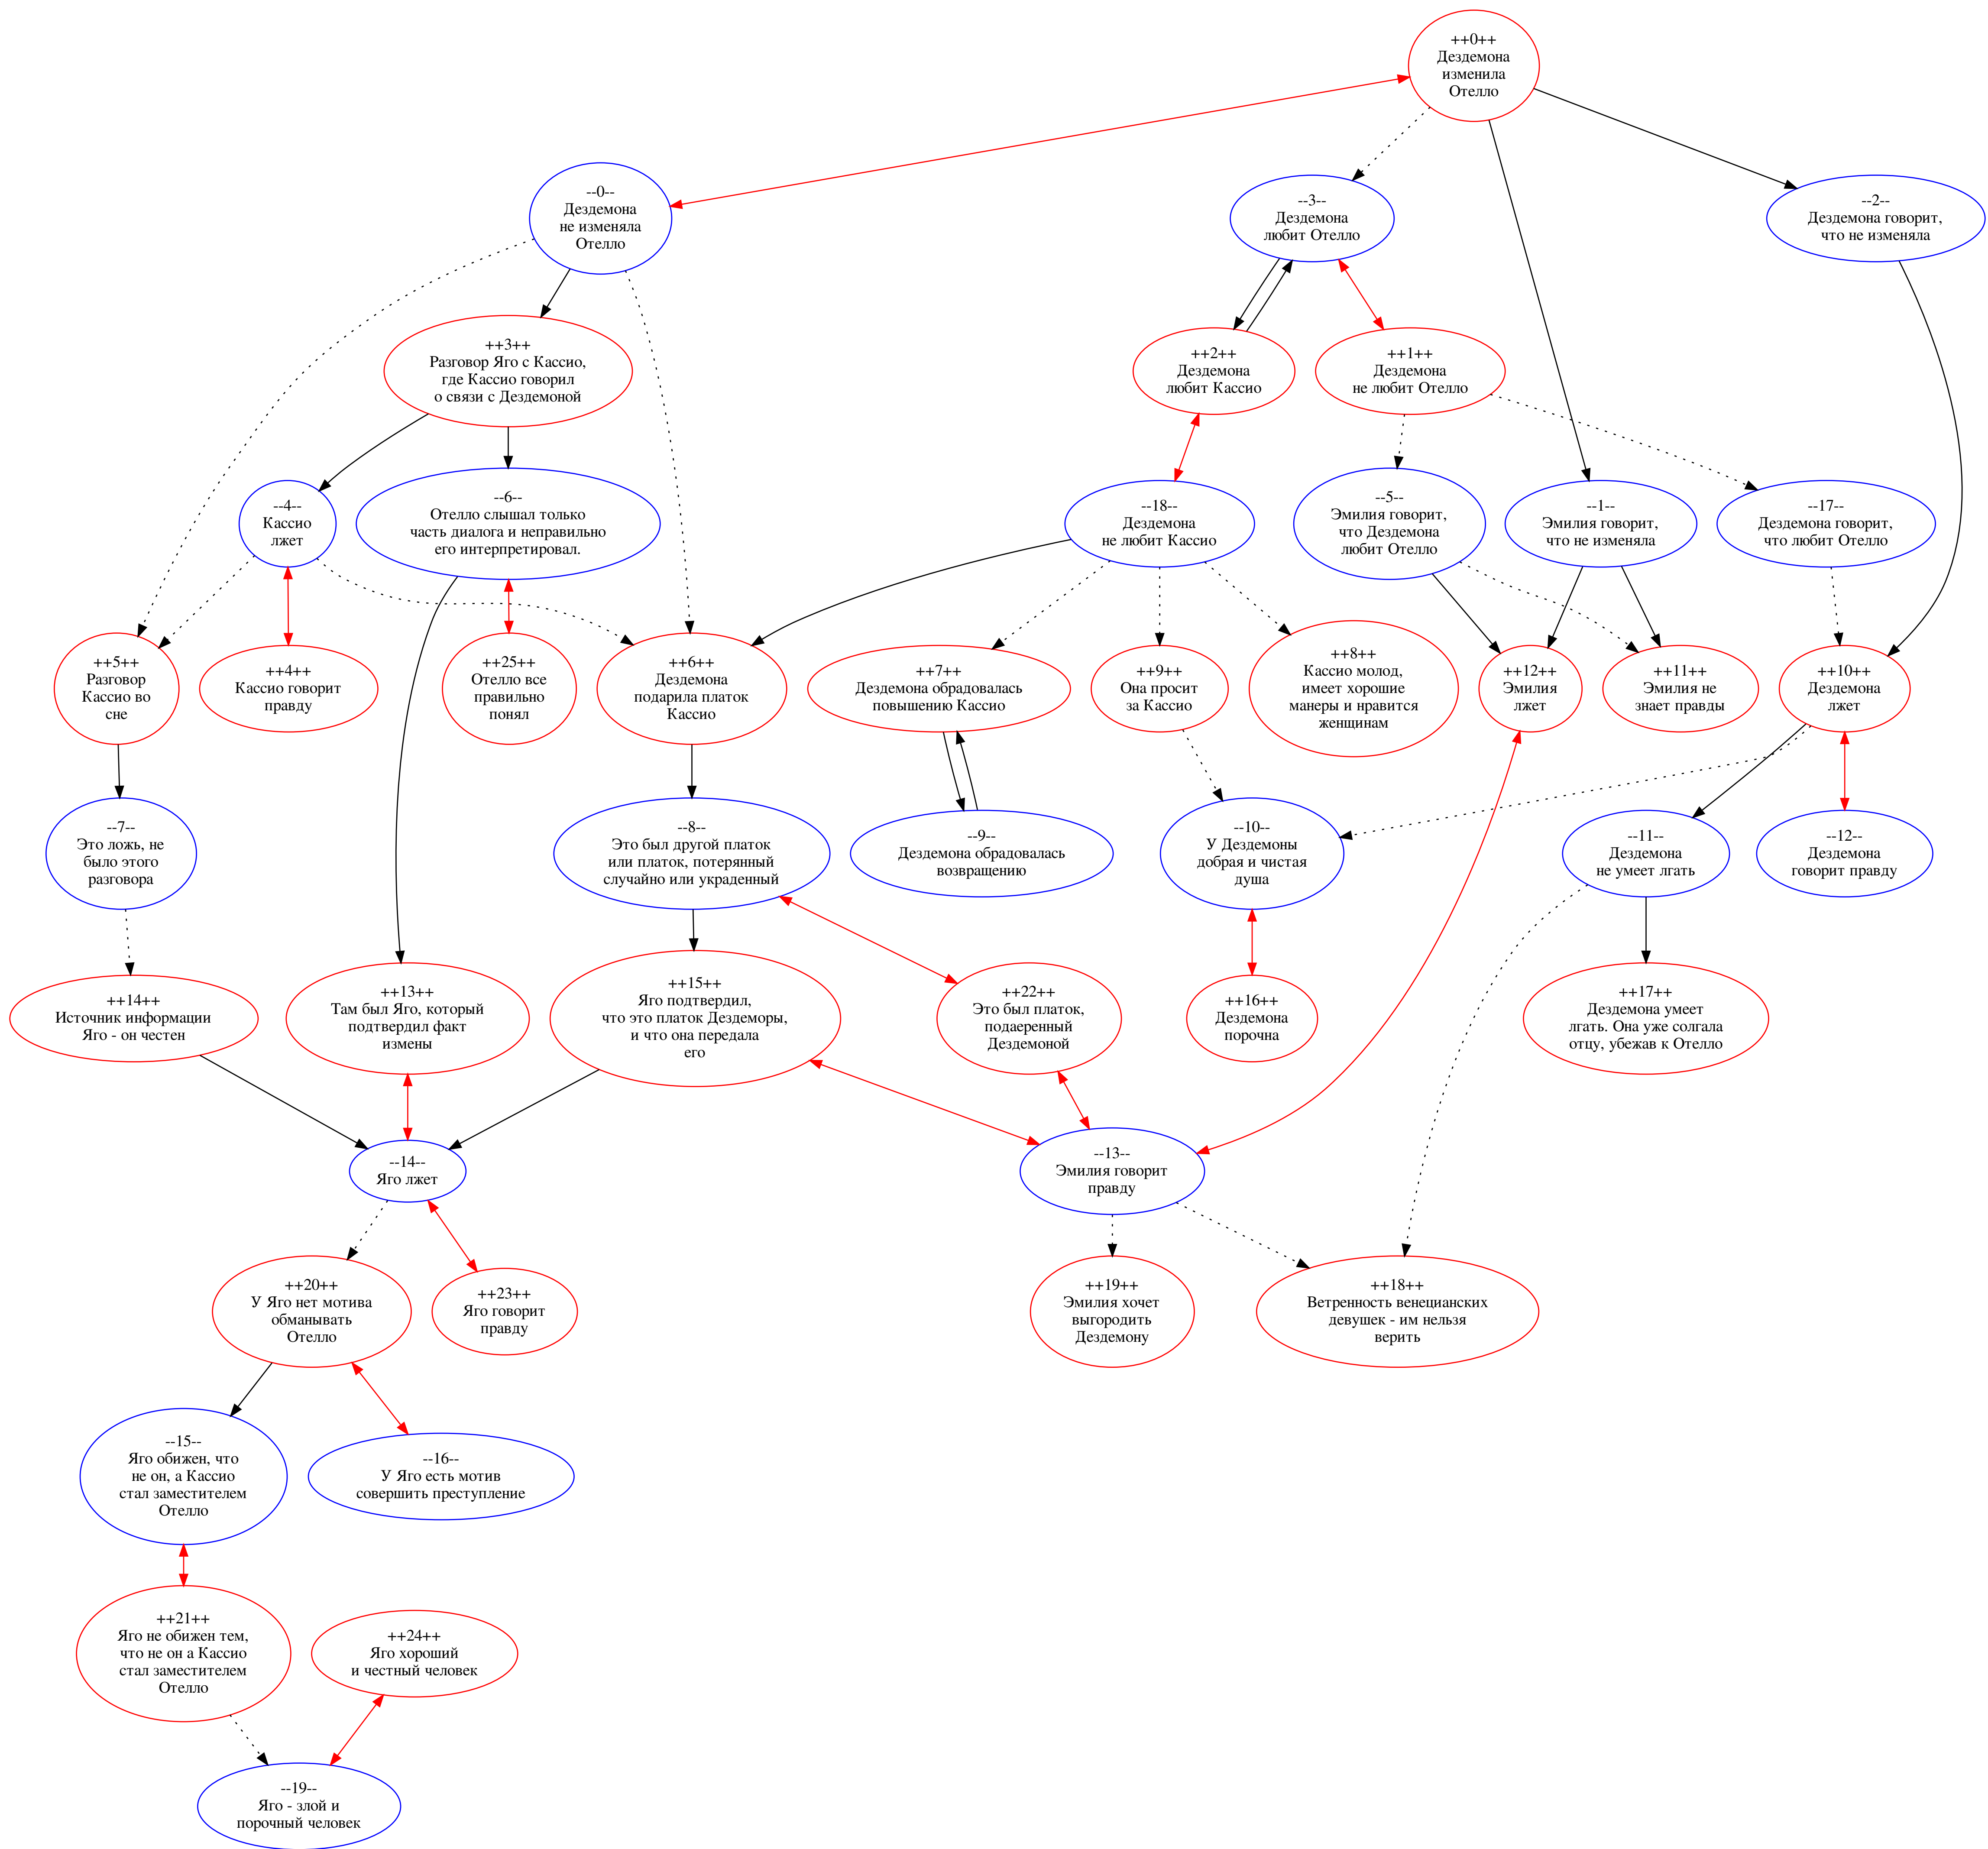 ++0++
Дездемона
изменила
Отелло
--0--
Дездемона
не изменяла
Отелло
--3--
Дездемона
любит Отелло
--2--
Дездемона говорит,
что не изменяла
++3++
Разговор Яго с Кассио,
где Кассио говорил
о связи с Дездемоной
++2++
Дездемона
любит Кассио
++1++
Дездемона
не любит Отелло
--4--
Кассио
лжет
--6--
Отелло слышал только
часть диалога и неправильно
его интерпретировал.
--18--
Дездемона
не любит Кассио
--5--
Эмилия говорит,
что Дездемона
любит Отелло
--1--
Эмилия говорит,
что не изменяла
--17--
Дездемона говорит,
что любит Отелло
++5++
Разговор
Кассио во
сне
++4++
Кассио говорит
правду
++25++
Отелло все
правильно
понял
++6++
Дездемона
подарила платок
Кассио
++7++
Дездемона обрадовалась
повышению Кассио
++9++
Она просит
за Кассио
++8++
Кассио молод,
имеет хорошие
манеры и нравится
женщинам
++12++
Эмилия
лжет
++11++
Эмилия не
знает правды
++10++
Дездемона
лжет
--7--
Это ложь, не
было этого
разговора
--8--
Это был другой платок
или платок, потерянный
случайно или украденный
--9--
Дездемона обрадовалась
возвращению
--10--
У Дездемоны
добрая и чистая
душа
--11--
Дездемона
не умеет лгать
--12--
Дездемона
говорит правду
++14++
Источник информации
Яго - он честен
++13++
Там был Яго, который
подтвердил факт
измены
++15++
Яго подтвердил,
что это платок Дездеморы,
и что она передала
его
++22++
Это был платок,
подаеренный
Дездемоной
++16++
Дездемона
порочна
++17++
Дездемона умеет
лгать. Она уже солгала
отцу, убежав к Отелло
--14--
Яго лжет
--13--
Эмилия говорит
правду
++20++
У Яго нет мотива
обманывать
Отелло
++23++
Яго говорит
правду
++19++
Эмилия хочет
выгородить
Дездемону
++18++
Ветренность венецианских
девушек - им нельзя
верить
--15--
Яго обижен, что
не он, а Кассио
стал заместителем
Отелло
--16--
У Яго есть мотив
совершить преступление
++21++
Яго не обижен тем,
что не он а Кассио
стал заместителем
Отелло
++24++
Яго хороший
и честный человек
--19--
Яго - злой и
порочный человек